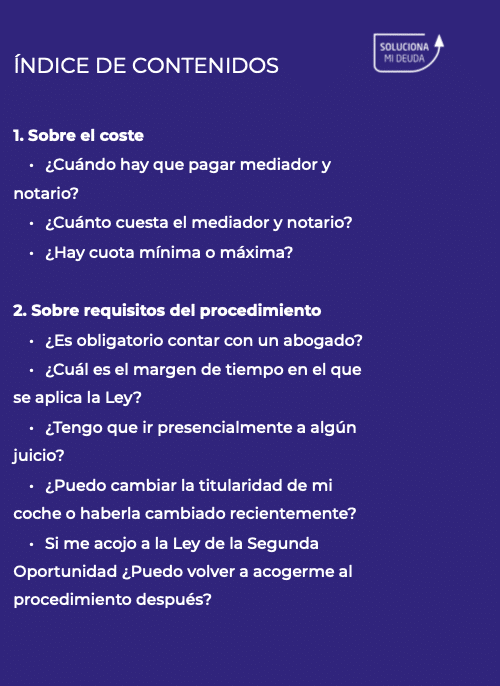 SOLUCIONA
MI DEUDA
ÍNDICE DE CONTENIDOS
1. Sobre el coste
• ¿Cuándo hay que pagar mediador y
notario?
• ¿Cuánto cuesta el mediador y notario?
• ¿Hay cuota mínima o máxima?
2. Sobre requisitos del procedimiento
• ¿Es obligatorio contar con un abogado?
• ¿Cuál es el margen de tiempo en el que
se aplica la Ley?
• ¿Tengo que ir presencialmente a algún
juicio?
• ¿Puedo cambiar la titularidad de mi
coche o haberla cambiado recientemente?
• Si me acojo a la Ley de la Segunda
Oportunidad ¿Puedo volver a acogerme al
procedimiento después?